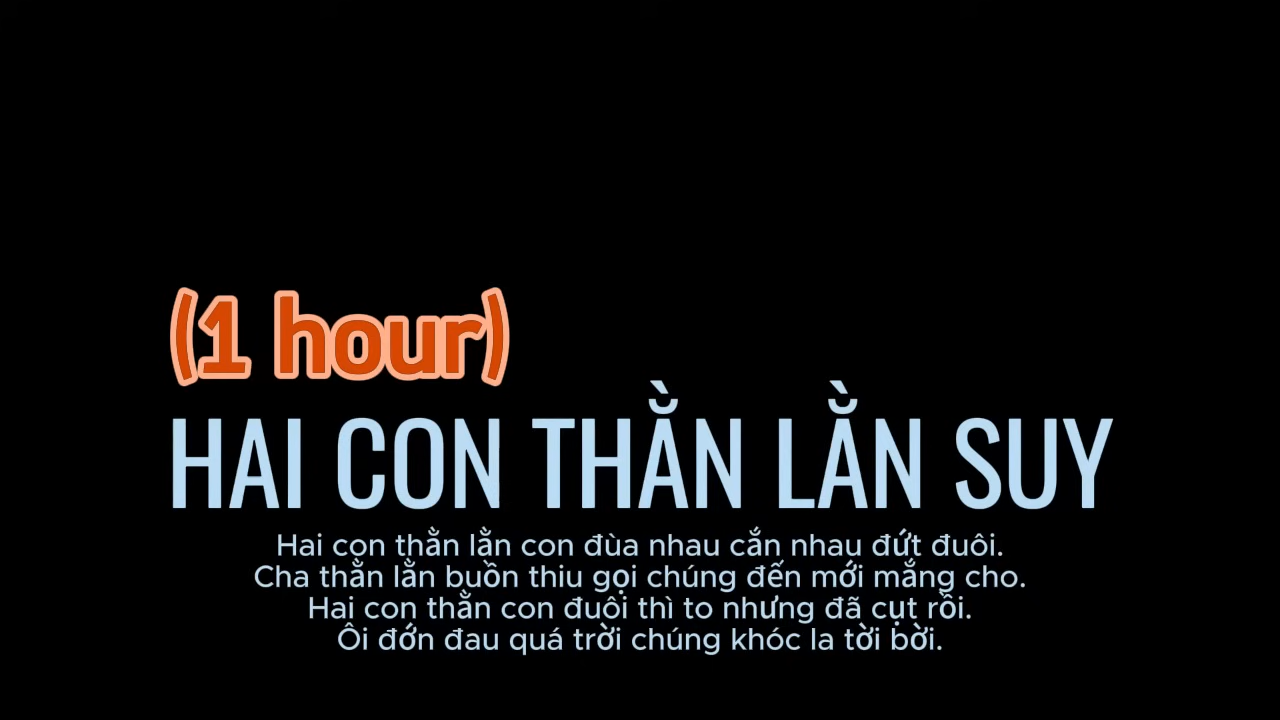 (1 hour)
HAI CON THẰN LẰN SUY
Hai con thằn lằn con đùa nhau cắn nhau đứt đuôi.
Cha thằn lằn buồn thiu gọi chúng đến mới mắng cho.
Hai con thằn con đuôi thì to nhưng đã cụt rồi.
Ôi đớn đau quá trời chúng khóc la tời bời.